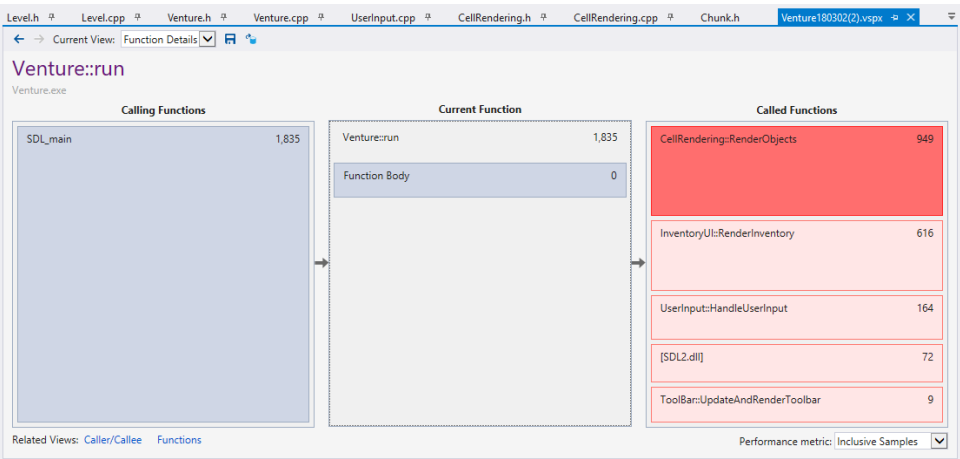 Level.h Level.cpp Venture.h Venture.cpp UserInput.cpp CellRendering.h CellRendering.cpp Chunk.h Venture180302(2).vspx
Current View: Function Details
Venture::run
Venture.exe
Calling Functions
SDL_main 1,835
Current Function
Venture::run 1,835
Function Body 0
Called Functions
CellRendering::RenderObjects 949
InventoryUI::RenderInventory 616
UserInput::HandleUserInput 164
[SDL2.dll] 72
ToolBar::UpdateAndRenderToolbar 9
Related Views: Caller/Callee Functions
Performance metric: Inclusive Samples